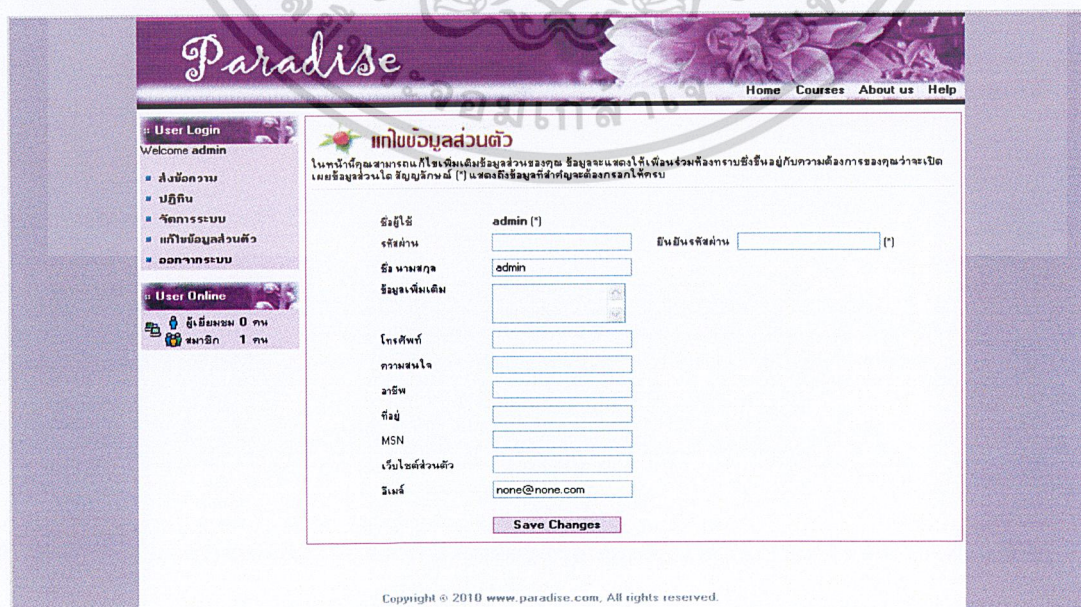 Paradise
Home Courses About us Help
:: User Login
Welcome admin
ส่งข้อความ
ปฏิทิน
จัดการระบบ
แก้ไขข้อมูลส่วนตัว
ออกจากระบบ
:: User Online
ผู้เยี่ยมชม 0 คน
สมาชิก 1 คน
แก้ไขข้อมูลส่วนตัว
ในหน้านี้คุณสามารถแก้ไขเพิ่มเติมข้อมูลส่วนของคุณ ข้อมูลจะแสดงให้เพื่อนร่วมห้องทราบซึ่งขึ้นอยู่กับความต้องการของคุณว่าจะเปิด
เผยข้อมูลส่วนใด สัญญลักษณ์ (*) แสดงถึงข้อมูลที่สำคัญจะต้องกรอกให้ครบ
ชื่อผู้ใช้ admin (*)
รหัสผ่าน ยืนยันรหัสผ่าน (*)
ชื่อ นามสกุล admin
ข้อมูลเพิ่มเติม
โทรศัพท์
ความสนใจ
อาชีพ
ที่อยู่
MSN
เว็บไซต์ส่วนตัว
อีเมล์ none@none.com
Save Changes
Copyright © 2010 www.paradise.com, All rights reserved.